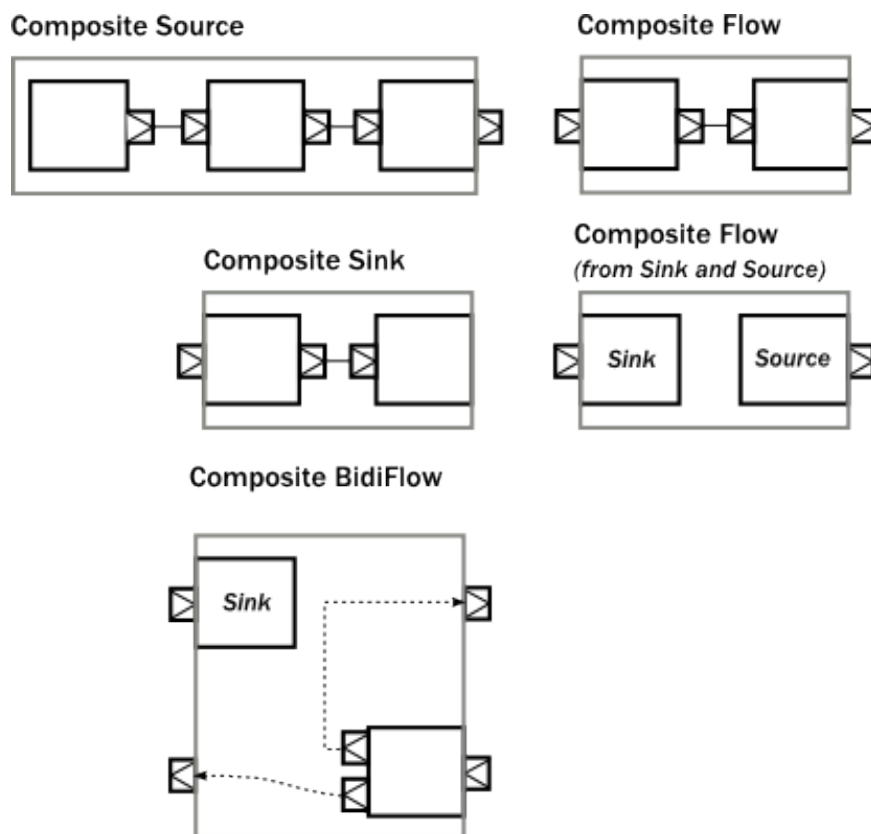 Composite Source
Composite Flow
Composite Sink
Composite Flow
(from Sink and Source)
Sink
Source
Composite BidiFlow
Sink